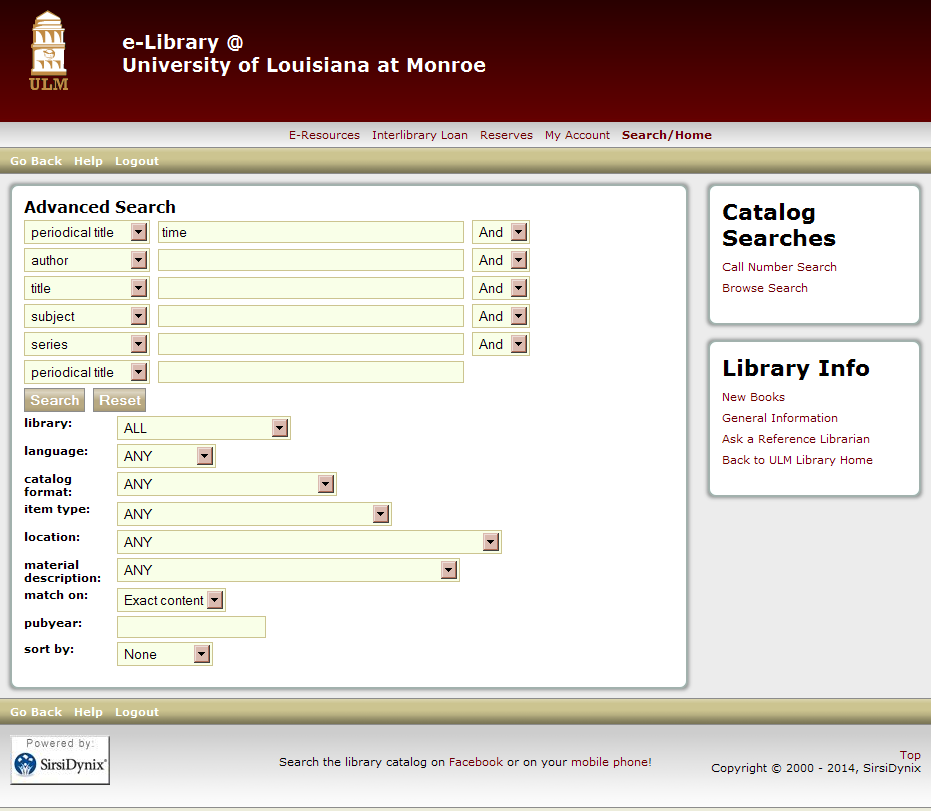 ULM
e-Library @
University of Louisiana at Monroe
E-Resources Interlibrary Loan Reserves My Account Search/Home
Go Back Help Logout
Advanced Search
periodical title time And
author And
title And
subject And
series And
periodical title
Search Reset
library: ALL
language: ANY
catalog
format: ANY
item type: ANY
location: ANY
material
description: ANY
match on: Exact content
pubyear:
sort by: None
Catalog
Searches
Call Number Search
Browse Search
Library Info
New Books
General Information
Ask a Reference Librarian
Back to ULM Library Home
Go Back Help Logout
Powered by:
SirsiDynix®
Search the library catalog on Facebook or on your mobile phone!
Top
Copyright © 2000 - 2014, SirsiDynix